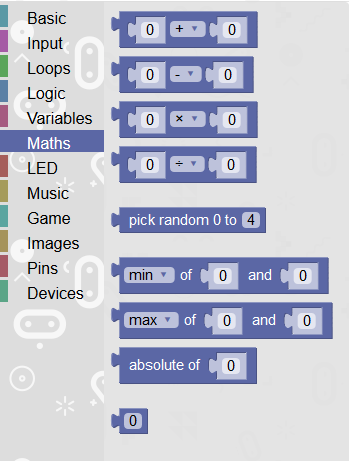 Basic
Input
Loops
Logic
Variables
Maths
LED
Music
Game
Images
Pins
Devices
0 + 0
0 - 0
0 × 0
0 ÷ 0
pick random 0 to 4
min of 0 and 0
max of 0 and 0
absolute of 0
0